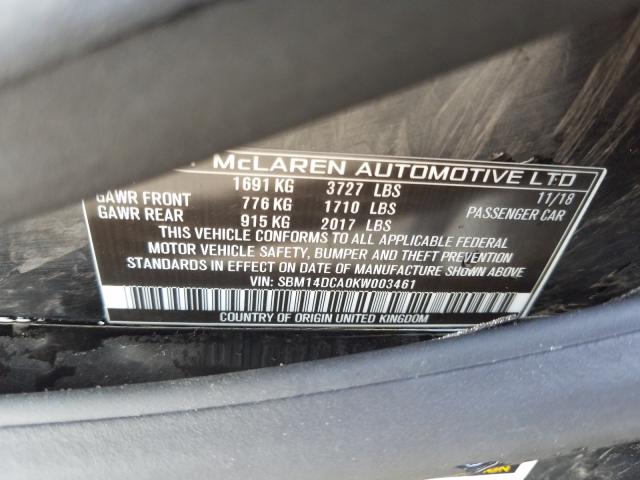 McLAREN AUTOMOTIVE LTD
1691 KG 3727 LBS 11/18
GAWR FRONT 776 KG 1710 LBS PASSENGER CAR
GAWR REAR 915 KG 2017 LBS
THIS VEHICLE CONFORMS TO ALL APPLICABLE FEDERAL
MOTOR VEHICLE SAFETY, BUMPER AND THEFT PREVENTION
STANDARDS IN EFFECT ON DATE OF MANUFACTURE SHOWN ABOVE
VIN: SBM14DCA0KW003461
COUNTRY OF ORIGIN UNITED KINGDOM